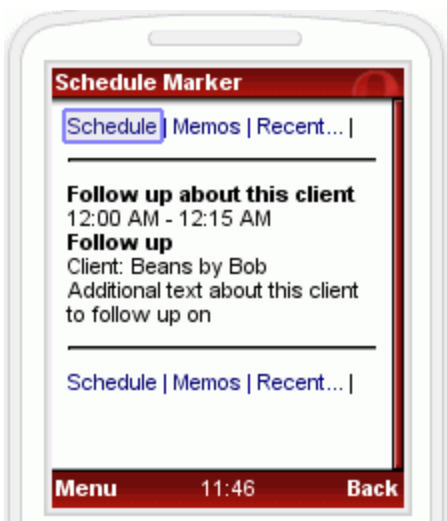 Schedule Marker
Schedule | Memos | Recent... |
Follow up about this client
12:00 AM - 12:15 AM
Follow up
Client: Beans by Bob
Additional text about this client
to follow up on
Schedule | Memos | Recent... |
Menu 11:46 Back